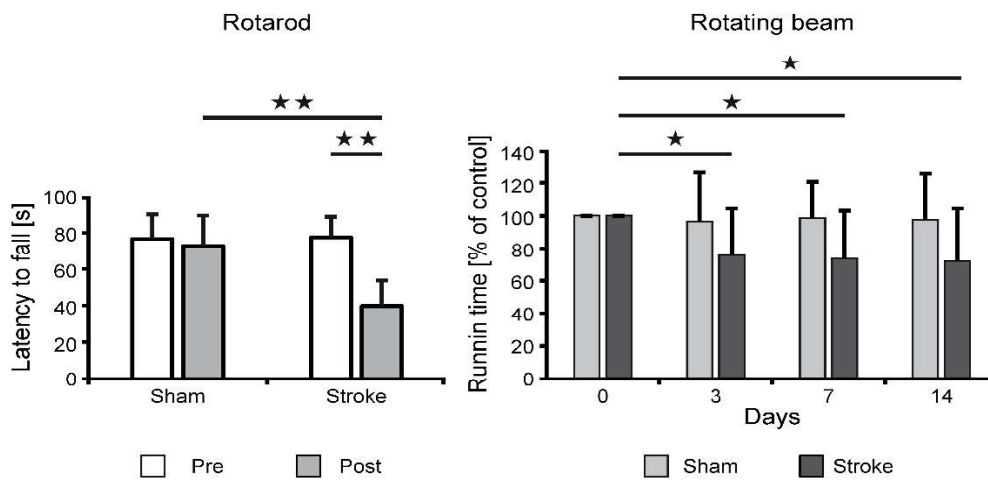 Rotarod
Latency to fall [s]
100
80
60
40
20
0
★★
★★
Sham
Stroke
Pre
Post
Rotating beam
Runnin time [% of control]
140
120
100
80
60
40
20
0
★
★
★
0
3
7
14
Days
Sham
Stroke